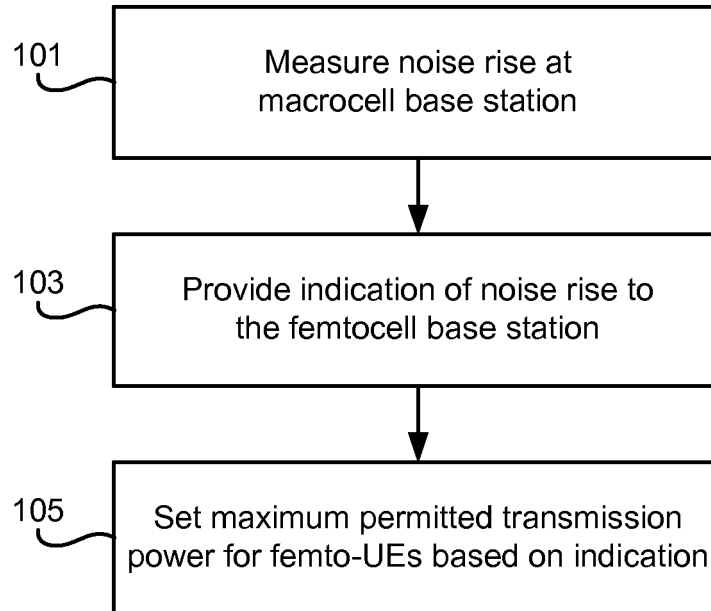 101
Measure noise rise at
macrocell base station
103
Provide indication of noise rise to
the femtocell base station
105
Set maximum permitted transmission
power for femto-UEs based on indication